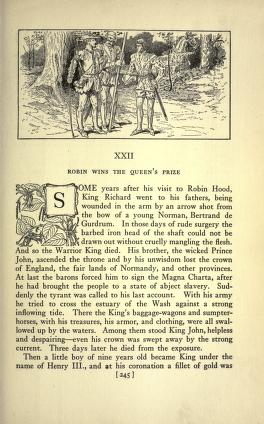 XXII
ROBIN WINS THE QUEEN'S PRIZE
SOME years after his visit to Robin Hood,
King Richard went to his fathers, being
wounded in the arm by an arrow shot from
the bow of a young Norman, Bertrand de
Gurdrum. In those days of rude surgery the
barbed iron head of the shaft could not be
drawn out without cruelly mangling the flesh.
And so the Warrior King died. His brother, the wicked Prince
John, ascended the throne and by his unwisdom lost the crown
of England, the fair lands of Normandy, and other provinces.
At last the barons forced him to sign the Magna Charta, after
he had brought the people to a state of abject slavery. Sud-
denly the tyrant was called to his last account. With his army
he tried to cross the estuary of the Wash against a strong
inflowing tide. There the King's baggage-wagons and sumpter-
horses, with his treasures, his armor, and clothing, were all swal-
lowed up by the waters. Among them stood King John, helpless
and despairing—even his crown was swept away by the strong
current. Three days later he died from the exposure.
Then a little boy of nine years old became King under the
name of Henry III., and at his coronation a fillet of gold was
[245]